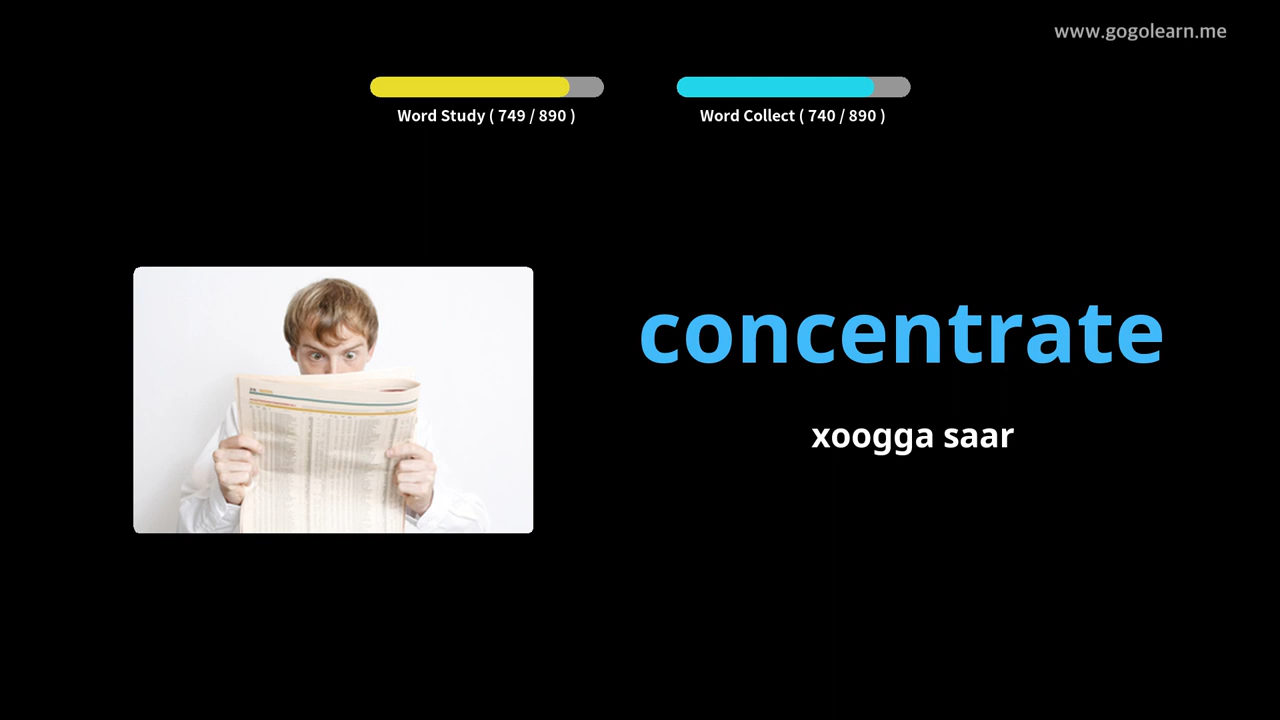 www.gogolearn.me
Word Study ( 749 / 890 )
Word Collect ( 740 / 890 )
concentrate
xoogga saar